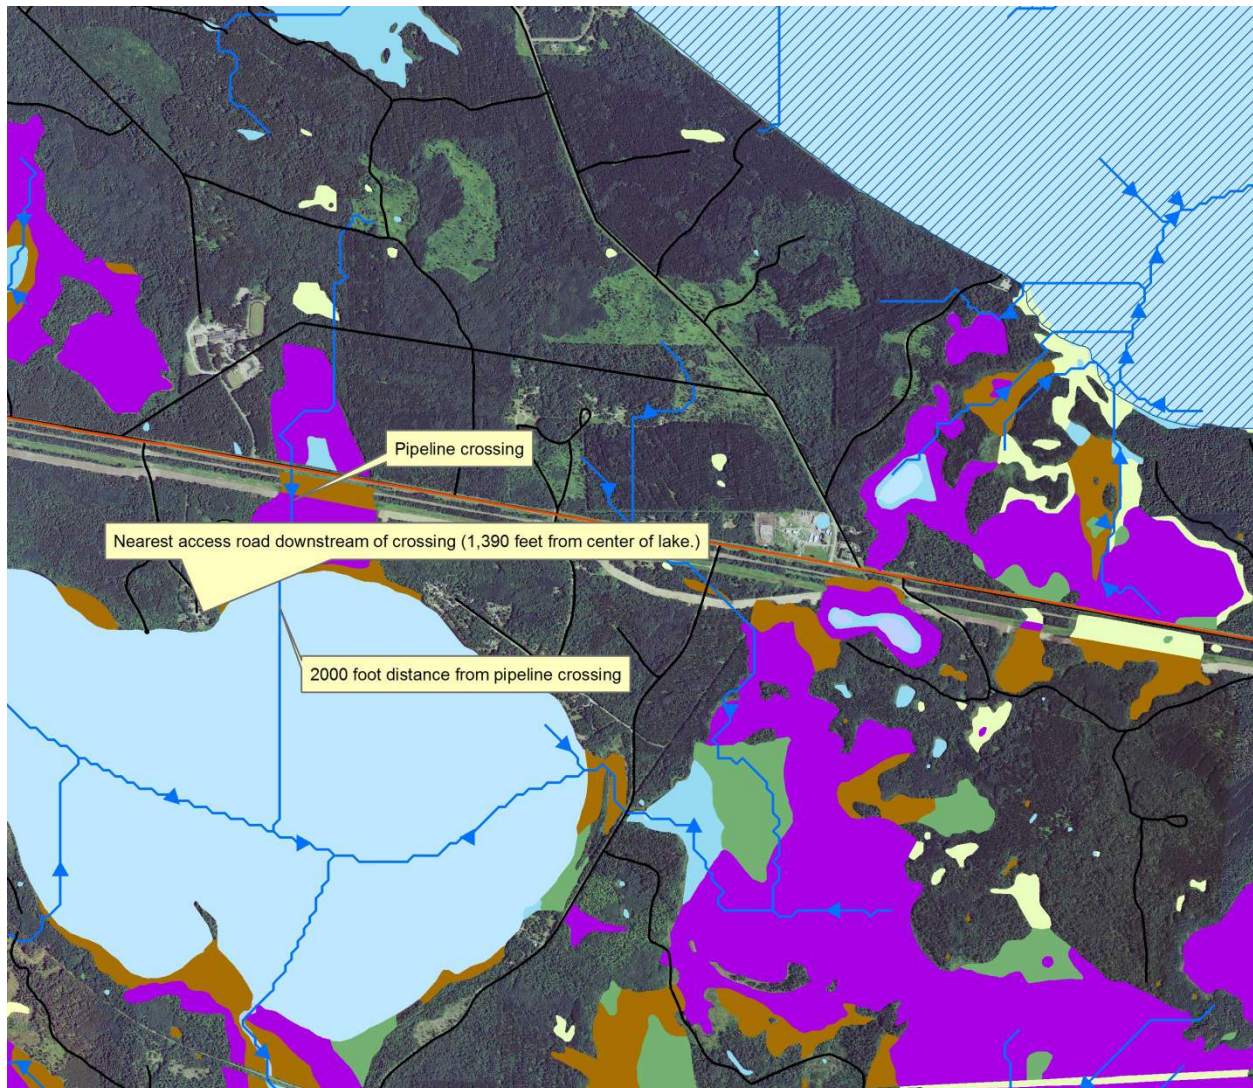 Pipeline crossing
Nearest access road downstream of crossing (1,390 feet from center of lake.)
2000 foot distance from pipeline crossing